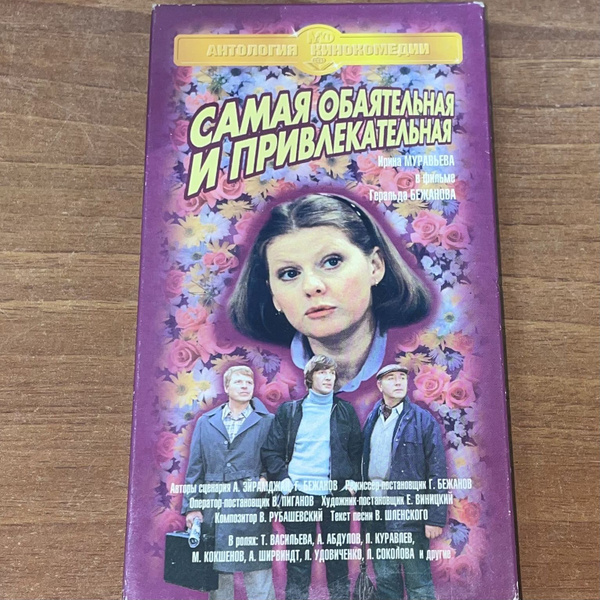 АНТОЛОГИЯ КИНОКОМЕДИИ
САМАЯ ОБАЯТЕЛЬНАЯ
И ПРИВЛЕКАТЕЛЬНАЯ
Ирина МУРАВЬЕВА
в фильме
Геральда БЕЖАНОВА
Авторы сценария А. ЭЙРАМДЖАН, Г. БЕЖАНОВ Режиссер-постановщик Г. БЕЖАНОВ
Оператор-постановщик В. ПИГАНОВ Художник-постановщик Е. ВИНИЦКИЙ
Композитор В. РУБАШЕВСКИЙ Текст песни В. ШЛЕНСКОГО
В ролях: Т. ВАСИЛЬЕВА, А. АБДУЛОВ, Л. КУРАВЛЕВ,
М. КОКШЕНОВ, А. ШИРВИНДТ, Л. УДОВИЧЕНКО, Л. СОКОЛОВА и другие